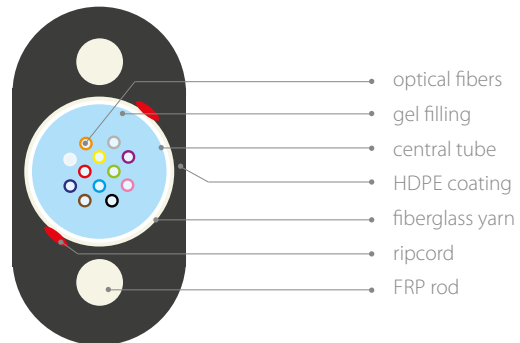 optical fibers
gel filling
central tube
HDPE coating
fiberglass yarn
ripcord
FRP rod